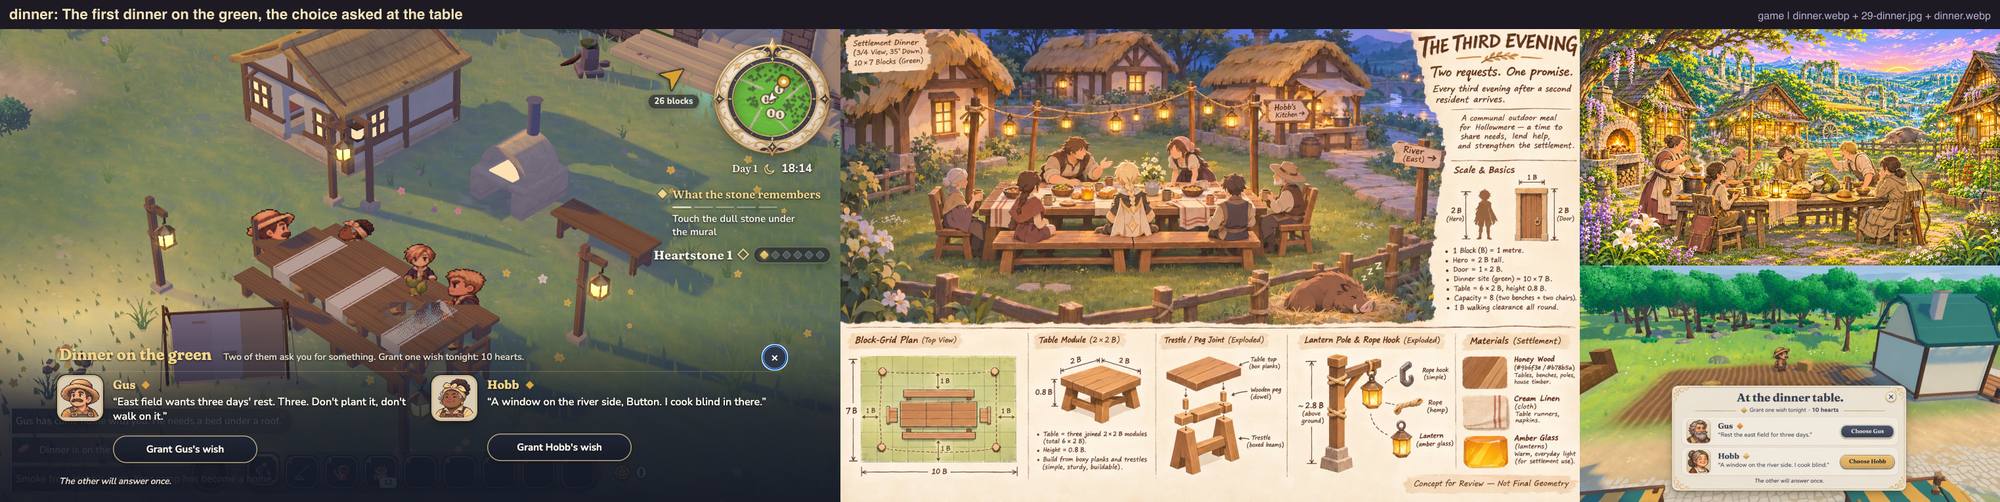 dinner: The first dinner on the green, the choice asked at the table
game | dinner.webp + 29-dinner.jpg + dinner.webp
26 blocks
Day 1 18:14
What the stone remembers
Touch the dull stone under
the mural
Heartstone 1
Dinner on the green
Two of them ask you for something. Grant one wish tonight: 10 hearts.
Gus
"East field wants three days' rest. Three. Don't plant it, don't
walk on it."
Grant Gus's wish
Hobb
"A window on the river side, Button. I cook blind in there."
Grant Hobb's wish
The other will answer once.
0
Settlement Dinner
(3/4 View, 35° Down)
10 × 7 Blocks (Green)
Hobb's
Kitchen →
River
(East) →
z z z
THE THIRD EVENING
Two requests. One promise.
Every third evening after a second
resident arrives.
A communal outdoor meal
for Hollowmere — a time to
share needs, lend help,
and strengthen the settlement.
Scale & Basics
1 B
2 B
(Hero)
2 B
(Door)
• 1 Block (B) = 1 metre.
• Hero = 2 B tall.
• Door = 1 × 2 B.
• Dinner site (green) = 10 × 7 B.
• Table = 6 × 2 B, height 0.8 B.
• Capacity = 8 (two benches + two chairs).
• 1 B walking clearance all round.
Block-Grid Plan (Top View)
7 B
1 B
1 B
1 B
1 B
10 B
Table Module (2 × 2 B)
2 B
2 B
0.8 B
• Table = three joined 2 × 2 B modules
(total 6 × 2 B).
• Height = 0.8 B.
• Build from boxy planks and trestles
(simple, sturdy, buildable).
Trestle / Peg Joint (Exploded)
Table top
(box planks)
Wooden peg
(dowel)
Trestle
(boxed beams)
Lantern Pole & Rope Hook (Exploded)
~2.8 B
(above
ground)
Rope hook
(simple)
Rope
(hemp)
Lantern
(amber glass)
Materials (Settlement)
Honey Wood
Tables, benches, poles,
house timber.
Cream Linen
(cloth)
Table runners,
napkins.
Amber Glass
(lanterns)
Warm, everyday light
(for settlement use).
Concept for Review — Not Final Geometry
At the dinner table.
Grant one wish tonight · 10 hearts
Gus
"Rest the east field for three days."
Choose Gus
Hobb
"A window on the river side. I cook blind."
Choose Hobb
The other will answer once.